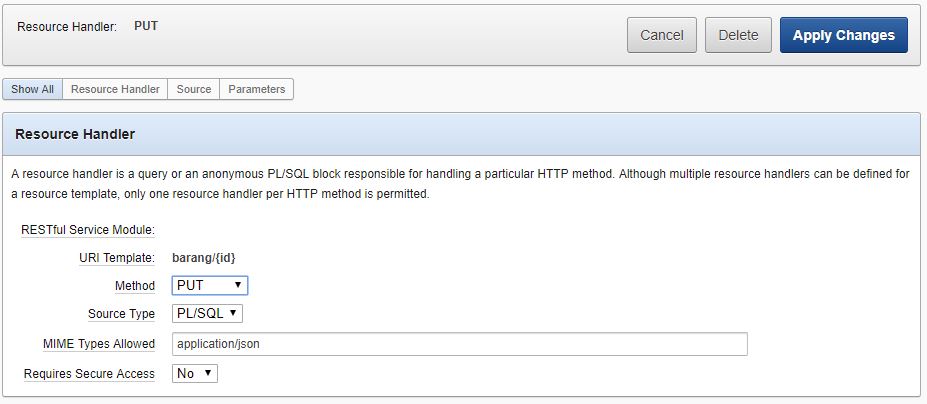 Resource Handler: PUT
Cancel Delete Apply Changes
Show All Resource Handler Source Parameters
Resource Handler
A resource handler is a query or an anonymous PL/SQL block responsible for handling a particular HTTP method. Although multiple resource handlers can be defined for
a resource template, only one resource handler per HTTP method is permitted.
RESTful Service Module:
URI Template: barang/{id}
Method PUT
Source Type PL/SQL
MIME Types Allowed application/json
Requires Secure Access No